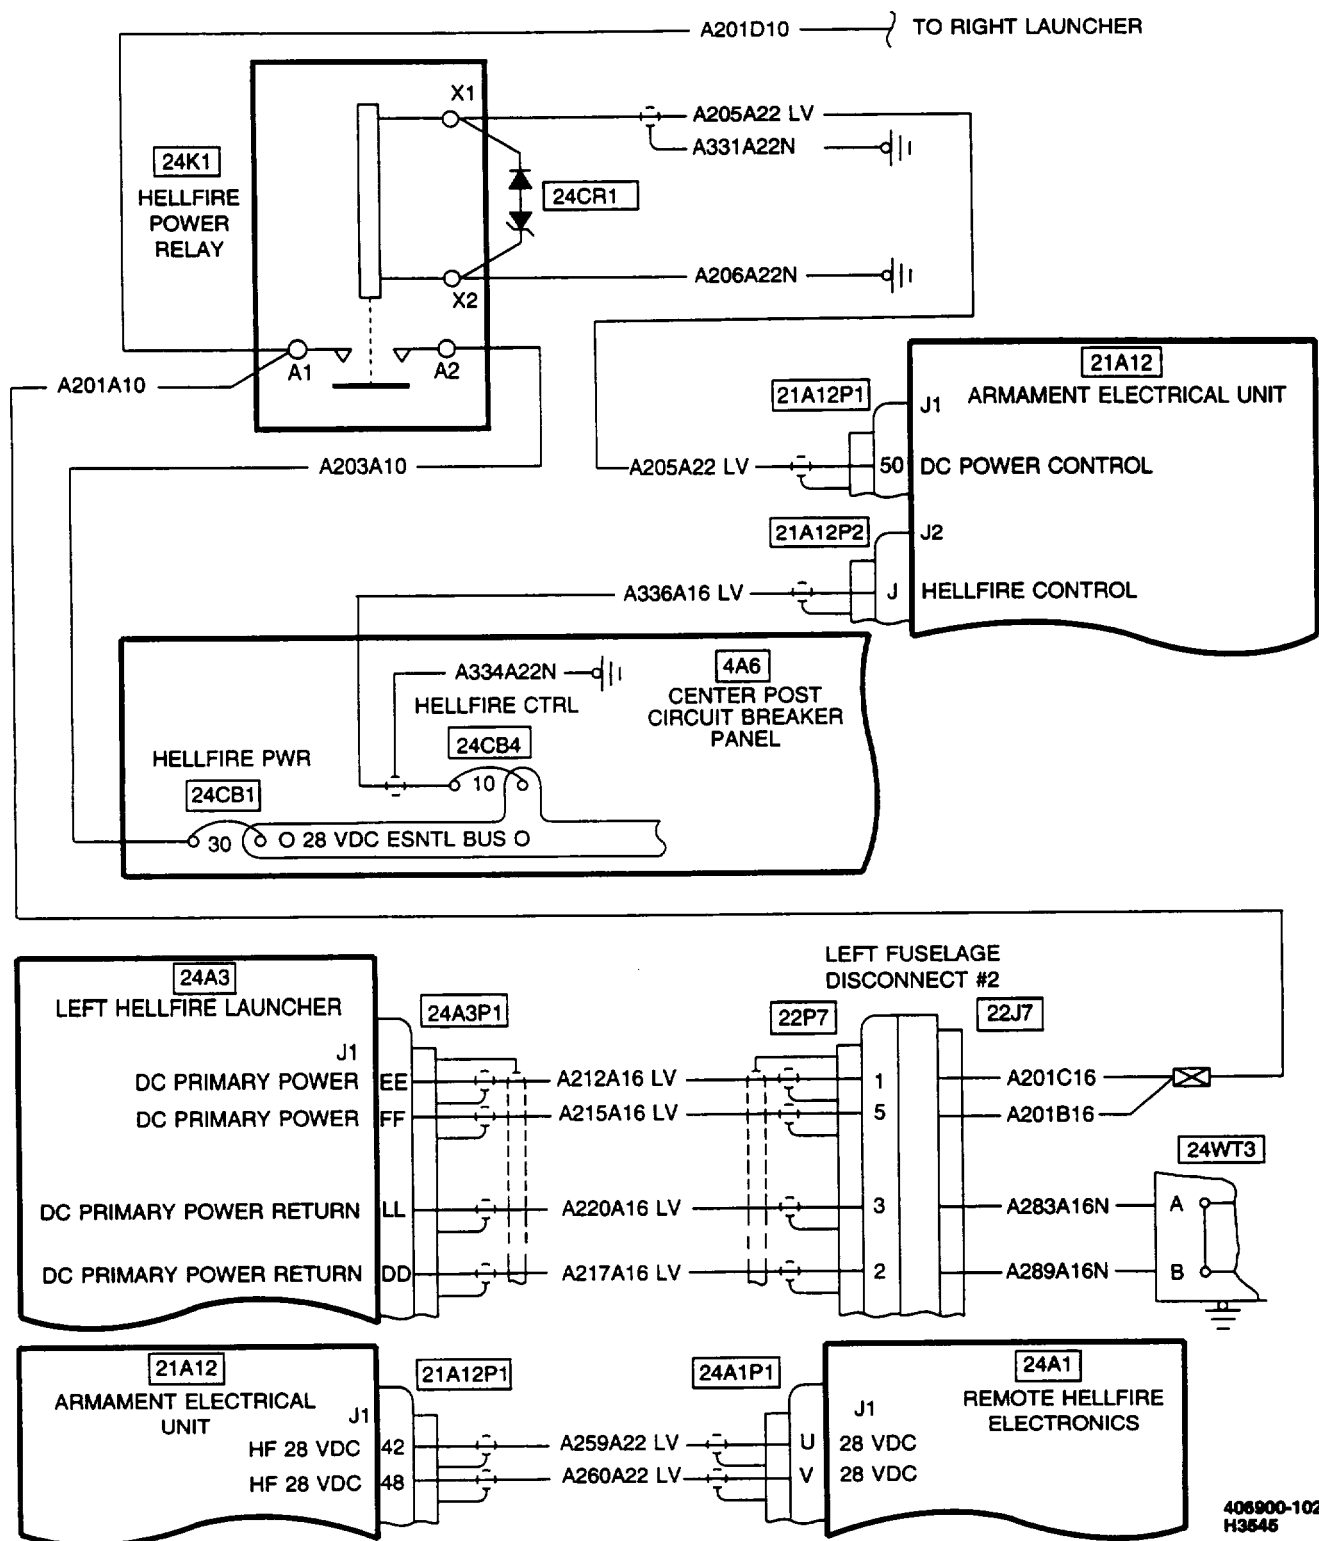 A201D10 TO RIGHT LAUNCHER
X1
A205A22 LV
A331A22N
24K1
HELLFIRE
POWER
RELAY
24CR1
X2
A206A22N
A1
A2
A201A10
A203A10
21A12
ARMAMENT ELECTRICAL UNIT
21A12P1
J1
A205A22 LV
50
DC POWER CONTROL
21A12P2
J2
A336A16 LV
J
HELLFIRE CONTROL
A334A22N
HELLFIRE CTRL
4A6
CENTER POST
CIRCUIT BREAKER
PANEL
24CB4
10
HELLFIRE PWR
24CB1
30
28 VDC ESNTL BUS
24A3
LEFT HELLFIRE LAUNCHER
24A3P1
J1
LEFT FUSELAGE
DISCONNECT #2
22P7
22J7
DC PRIMARY POWER EE A212A16 LV 1 A201C16
DC PRIMARY POWER FF A215A16 LV 5 A201B16
24WT3
DC PRIMARY POWER RETURN LL A220A16 LV 3 A283A16N A
DC PRIMARY POWER RETURN DD A217A16 LV 2 A289A16N B
21A12
ARMAMENT ELECTRICAL
UNIT
21A12P1
J1
24A1P1
24A1
REMOTE HELLFIRE
ELECTRONICS
J1
HF 28 VDC 42 A259A22 LV U 28 VDC
HF 28 VDC 48 A260A22 LV V 28 VDC
406900-102
H3545